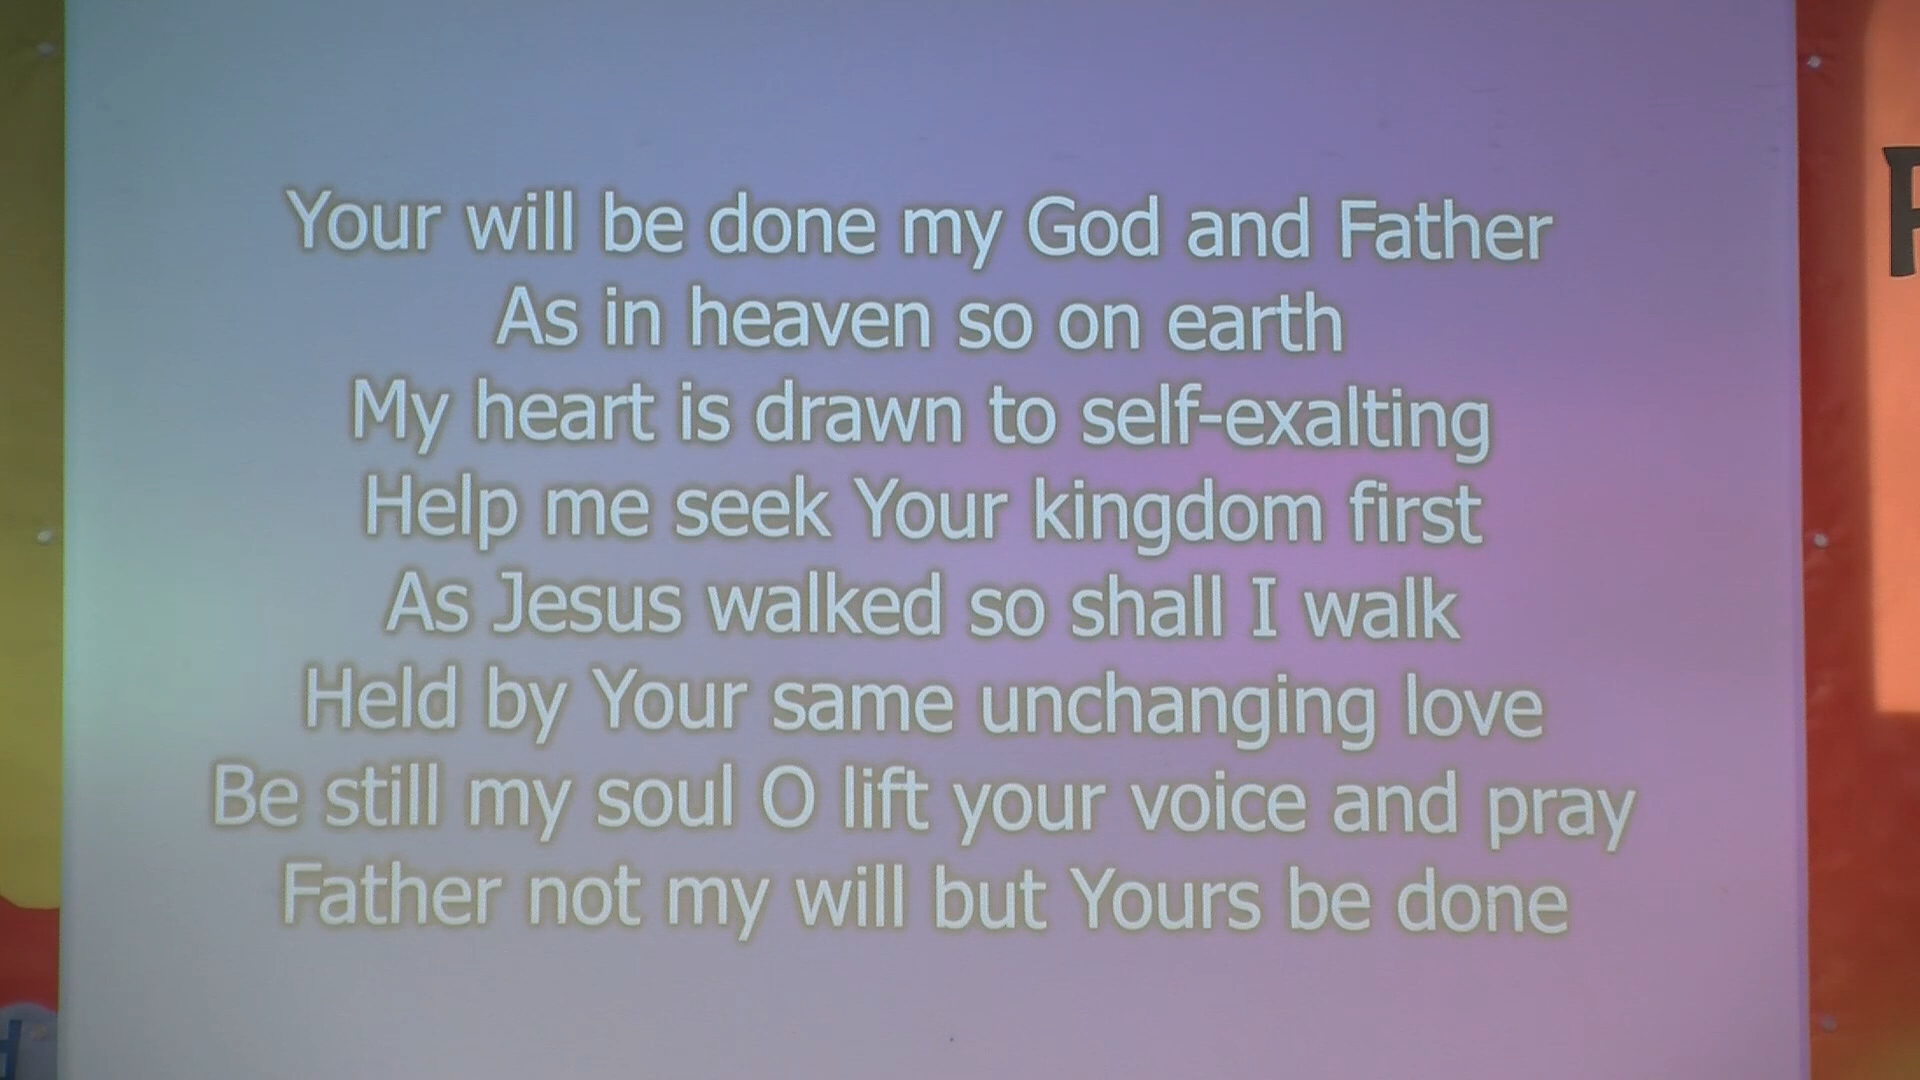 Your will be done my God and Father
As in heaven so on earth
My heart is drawn to self-exalting
Help me seek Your kingdom first
As Jesus walked so shall I walk
Held by Your same unchanging love
Be still my soul O lift your voice and pray
Father not my will but Yours be done